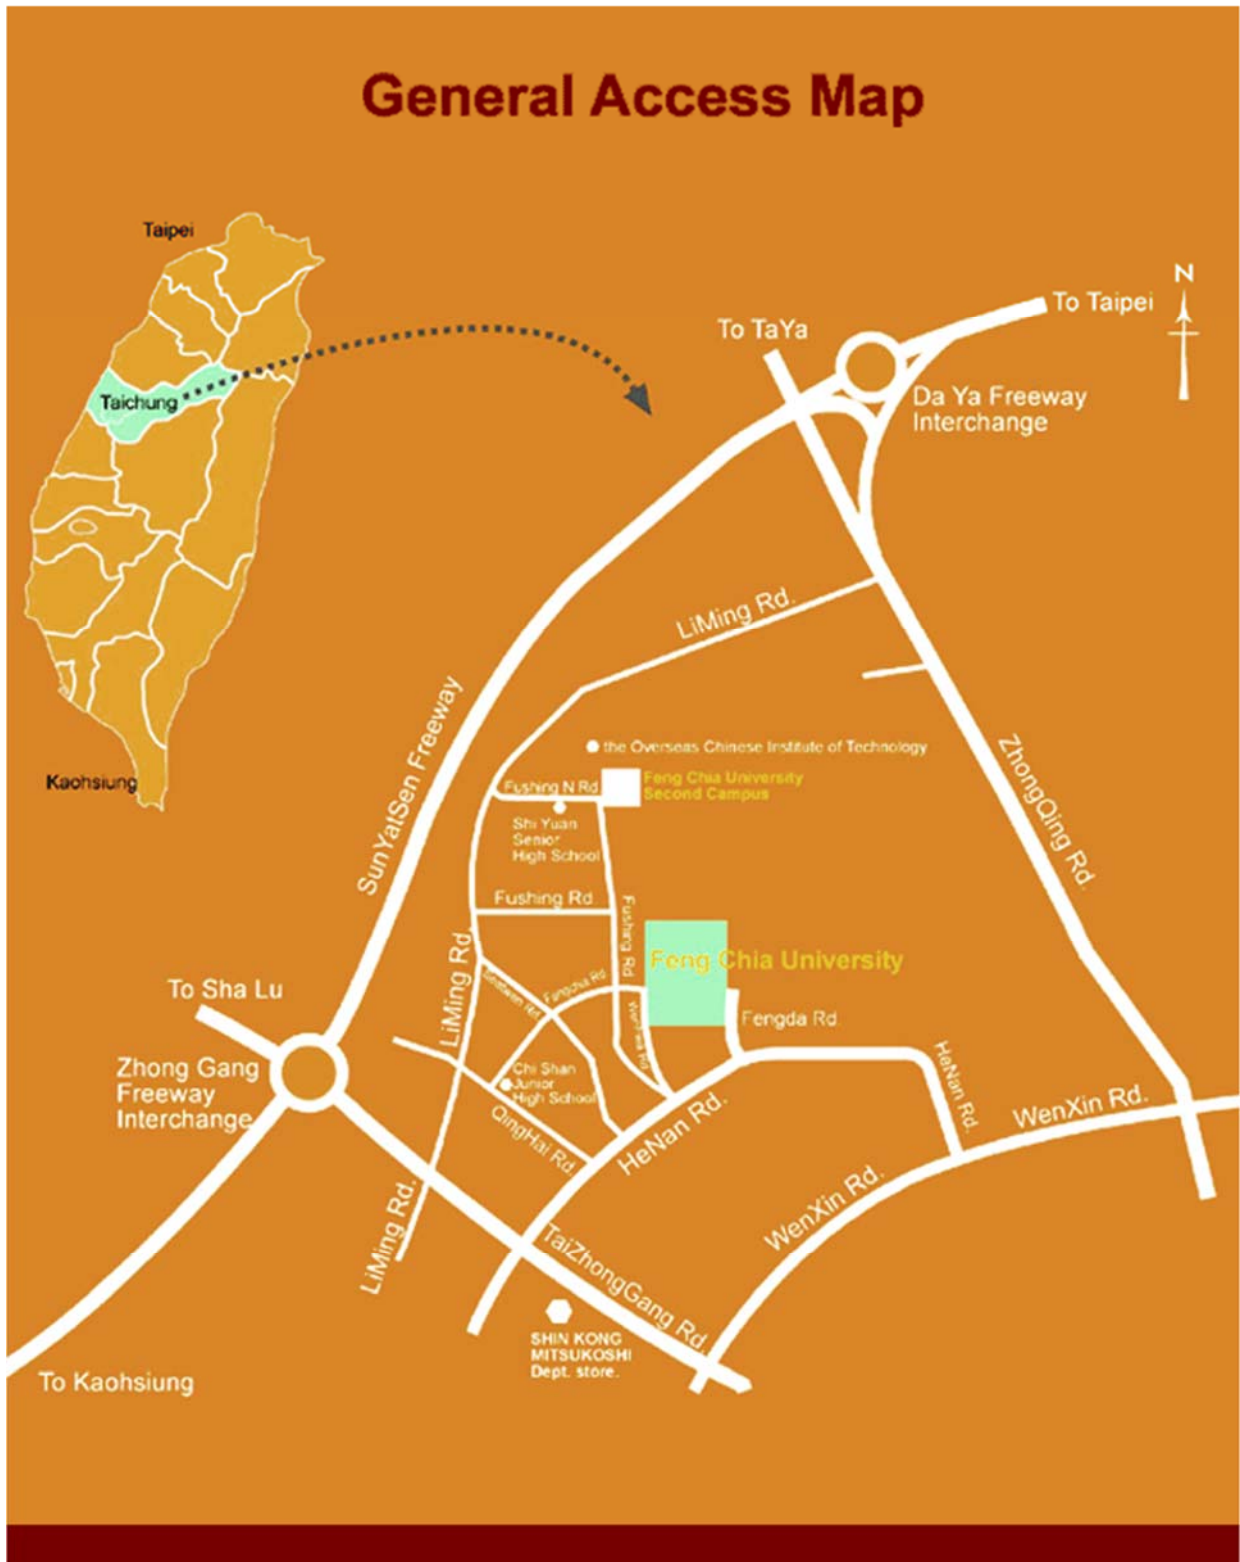 General Access Map
Taipei
N
To Taipei
To TaYa
Da Ya Freeway
Interchange
Taichung
LiMing Rd.
SunYatSen Freeway
ZhongQing Rd.
the Overseas Chinese Institute of Technology
Kaohsiung
Fushing N Rd
Feng Chia University
Second Campus
Shi Yuan
Senior
High School
Fushing Rd
Fushing Rd
LiMing Rd.
Feng Chia University
To Sha Lu
Fengda Rd
Zhong Gang
Freeway
Interchange
Chi Shan
Junior
High School
HaNan Rd.
WenXin Rd.
QingHai Rd.
HeNan Rd.
LiMing Rd.
WenXin Rd.
TaiZhongGang Rd.
SHIN KONG
MITSUKOSHI
Dept. store.
To Kaohsiung